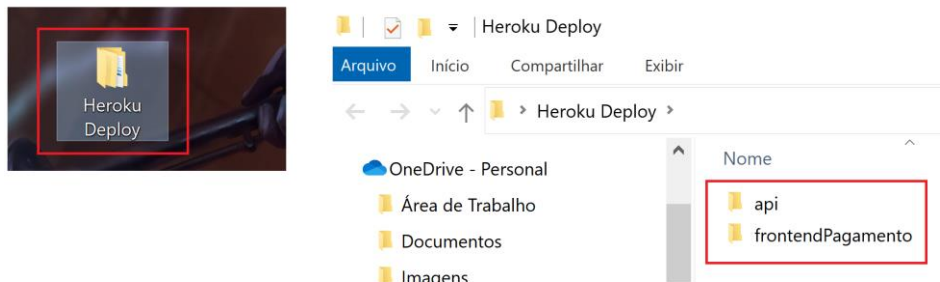 Heroku
Deploy
Heroku Deploy
Arquivo Início Compartilhar Exibir
Heroku Deploy
OneDrive - Personal
Área de Trabalho
Documentos
Imagens
Nome
api
frontendPagamento